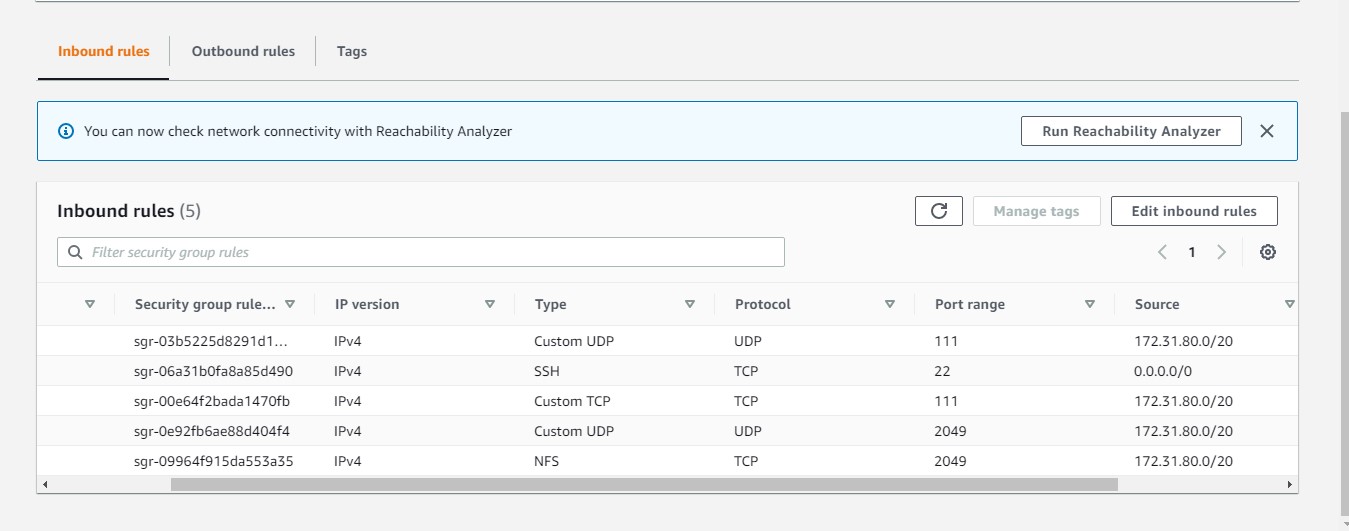 Inbound rules Outbound rules Tags
You can now check network connectivity with Reachability Analyzer Run Reachability Analyzer
Inbound rules (5) Manage tags Edit inbound rules
Filter security group rules 1
Security group rule... IP version Type Protocol Port range Source
sgr-03b5225d8291d1... IPv4 Custom UDP UDP 111 172.31.80.0/20
sgr-06a31b0fa8a85d490 IPv4 SSH TCP 22 0.0.0.0/0
sgr-00e64f2bada1470fb IPv4 Custom TCP TCP 111 172.31.80.0/20
sgr-0e92fb6ae88d404f4 IPv4 Custom UDP UDP 2049 172.31.80.0/20
sgr-09964f915da553a35 IPv4 NFS TCP 2049 172.31.80.0/20